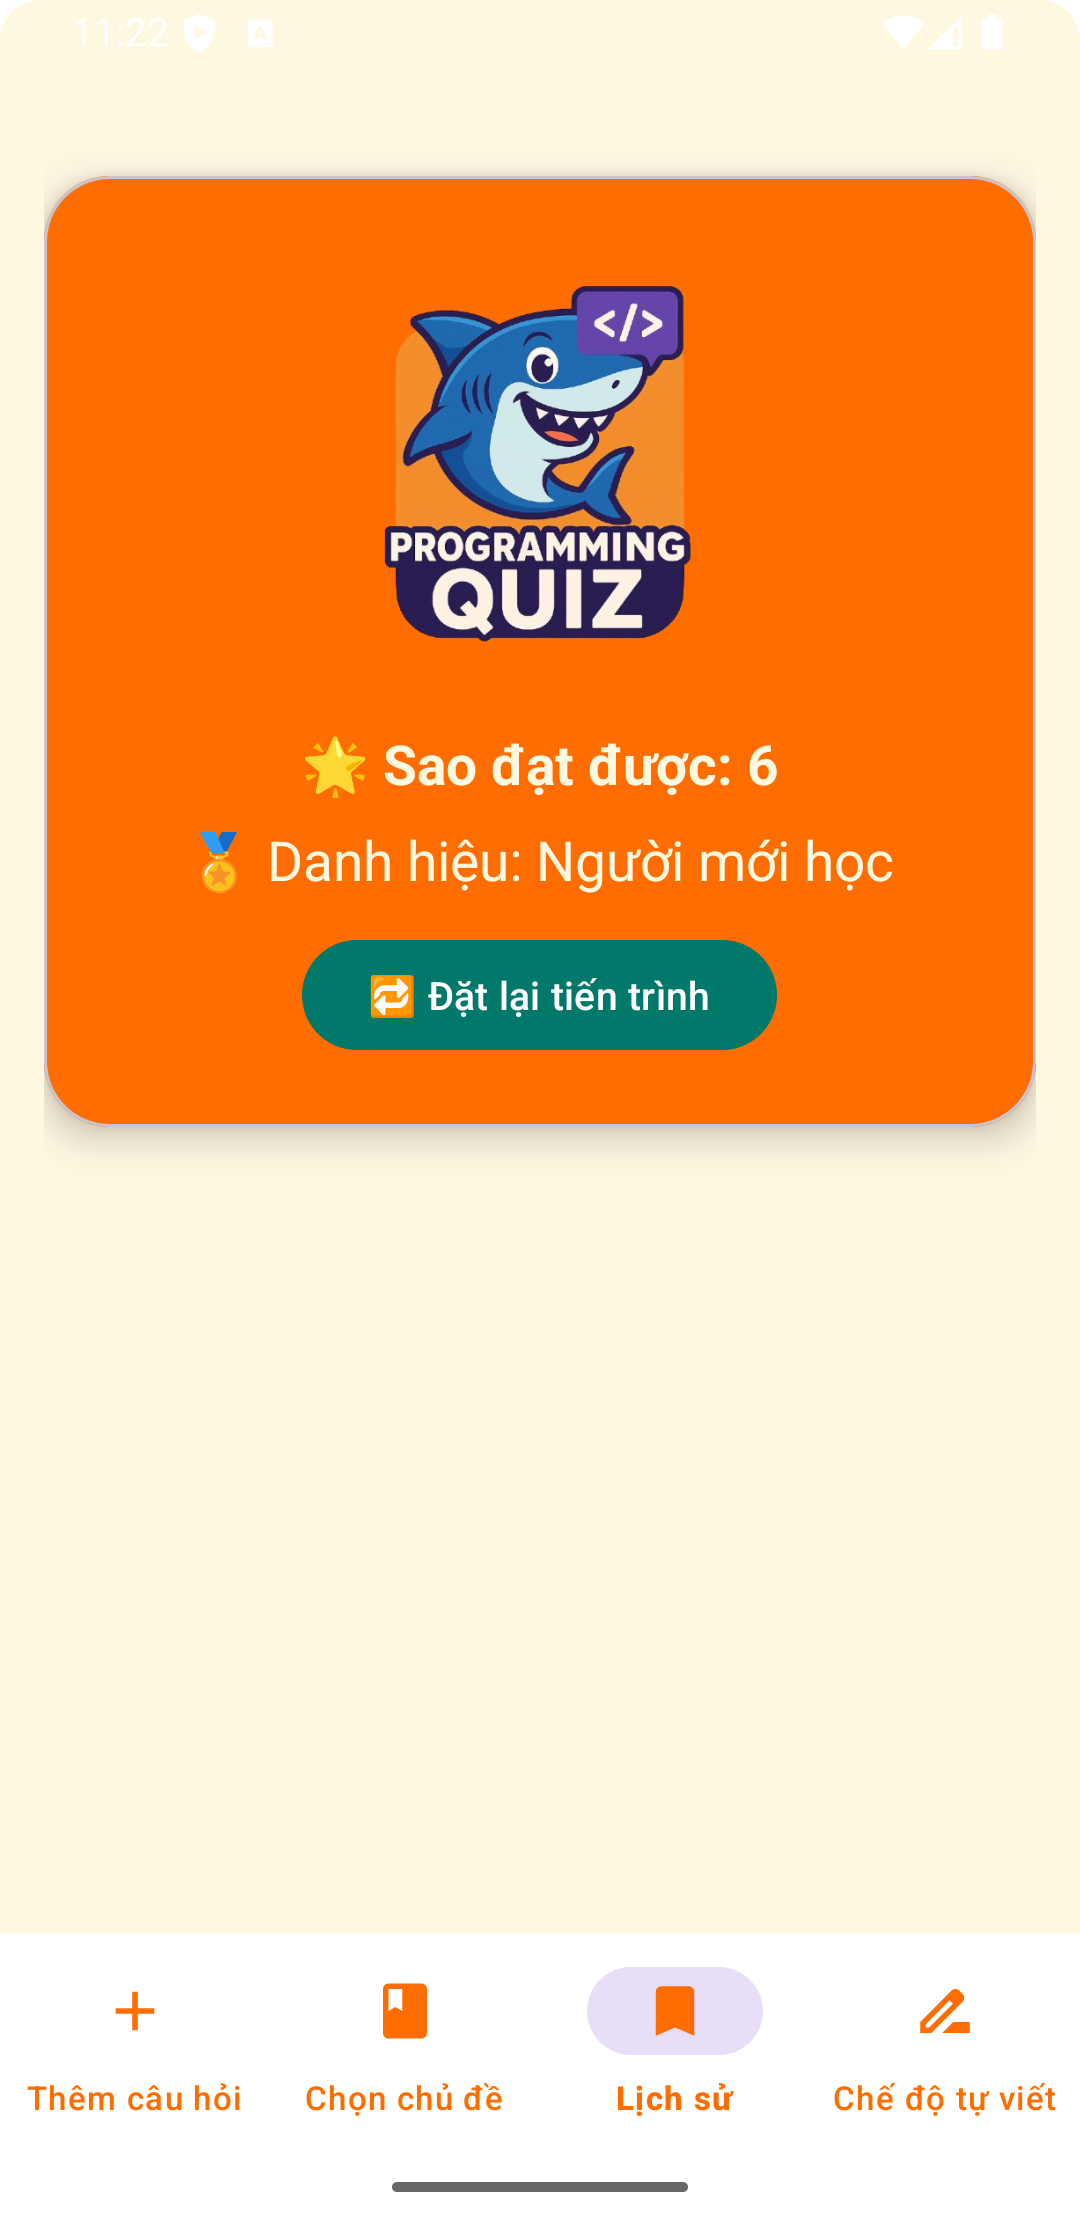 11:22
</>
PROGRAMMING
QUIZ
🌟 Sao đạt được: 6
🏅 Danh hiệu: Người mới học
🔁 Đặt lại tiến trình
Thêm câu hỏi
Chọn chủ đề
Lịch sử
Chế độ tự viết